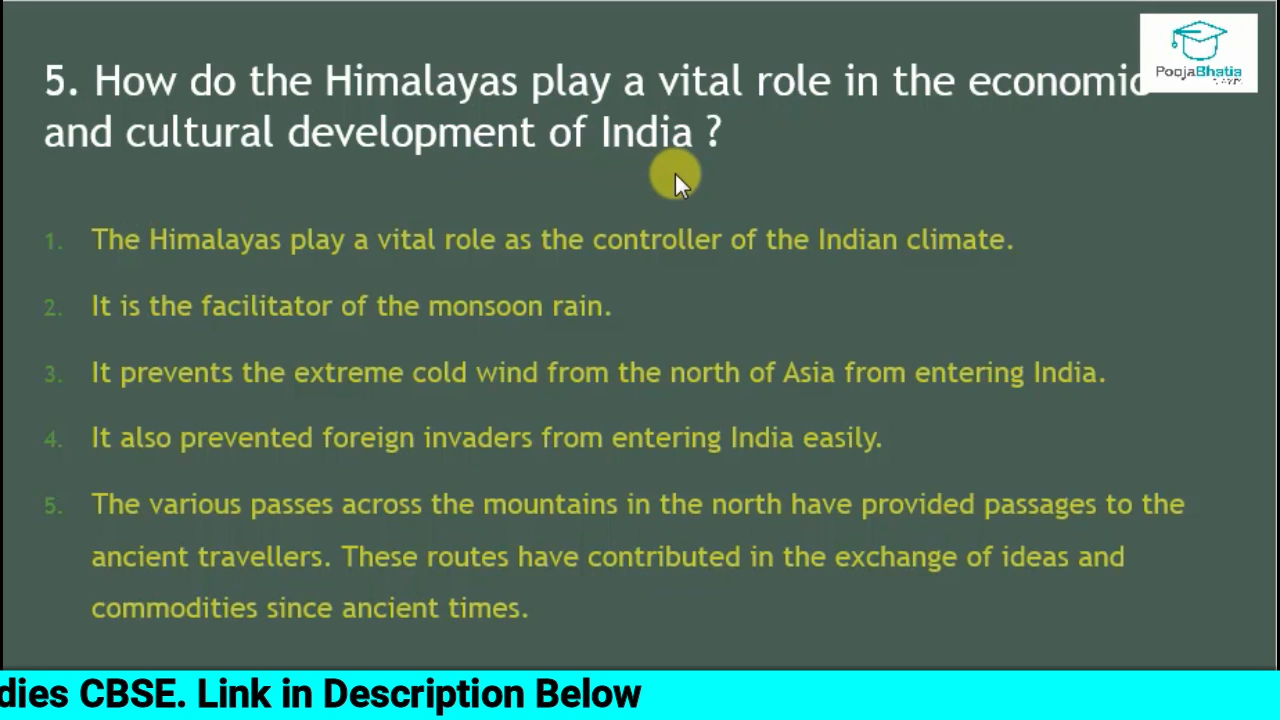 PoojaBhatia
5. How do the Himalayas play a vital role in the economic
and cultural development of India ?
1. The Himalayas play a vital role as the controller of the Indian climate.
2. It is the facilitator of the monsoon rain.
3. It prevents the extreme cold wind from the north of Asia from entering India.
4. It also prevented foreign invaders from entering India easily.
5. The various passes across the mountains in the north have provided passages to the
ancient travellers. These routes have contributed in the exchange of ideas and
commodities since ancient times.
dies CBSE. Link in Description Below